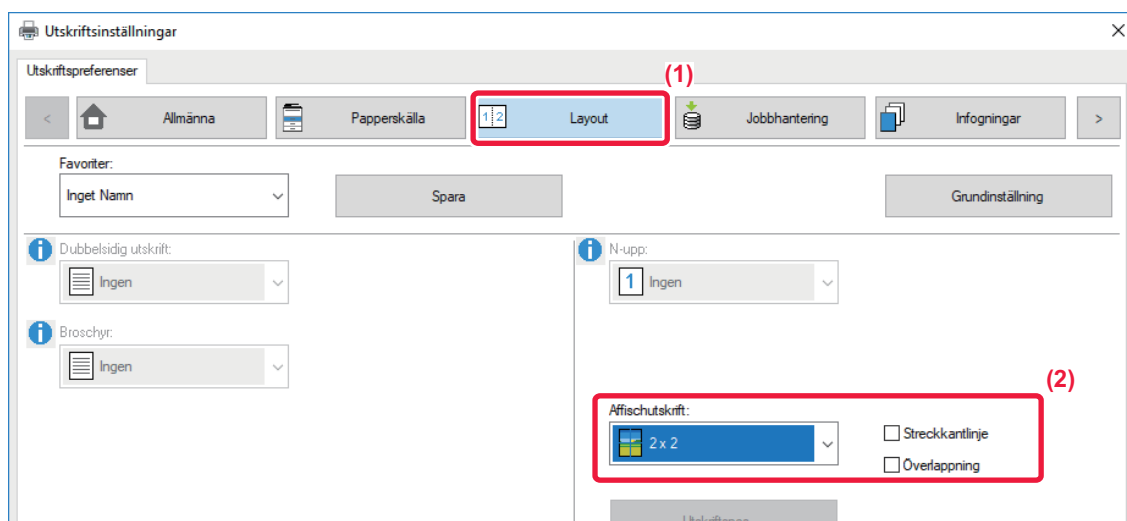 Utskriftsinställningar
Utskriftspreferenser
(1)
< Allmänna Papperskälla 1 2 Layout Jobbhantering Infogningar >
Favoriter:
Inget Namn Spara Grundinställning
Dubbelsidig utskrift: N-upp:
Ingen 1 Ingen
Broschyr:
Ingen
(2)
Affischutskrift:
2 x 2 Streckkantlinje
Överlappning